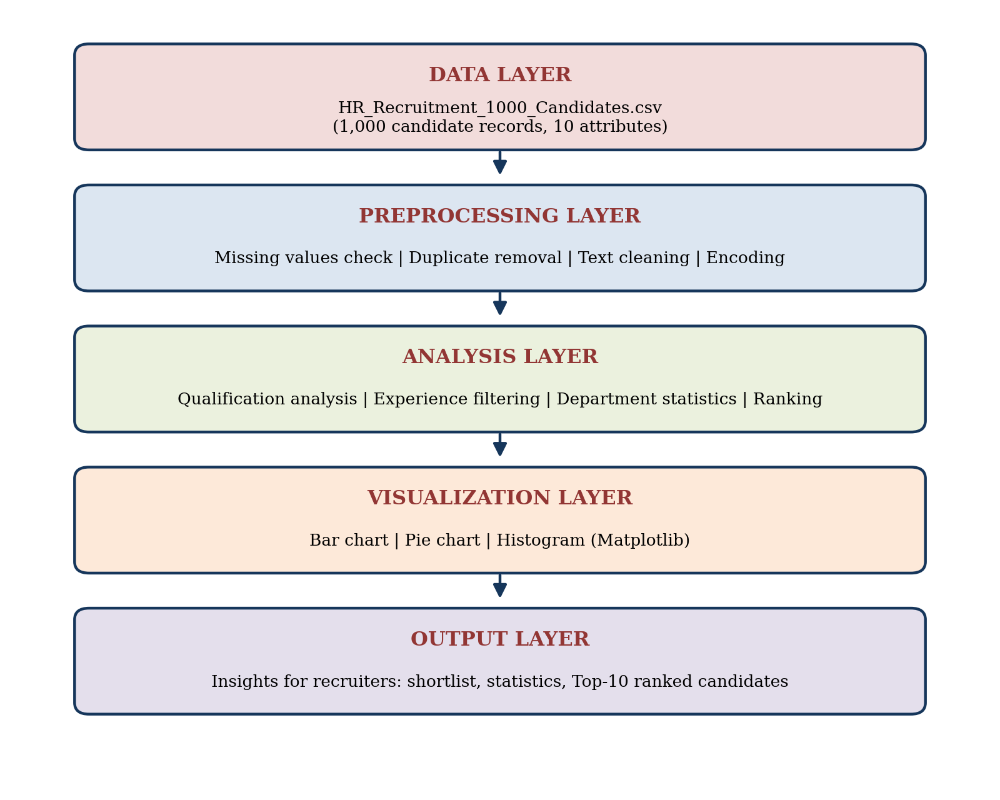 DATA LAYER
HR_Recruitment_1000_Candidates.csv
(1,000 candidate records, 10 attributes)
PREPROCESSING LAYER
Missing values check | Duplicate removal | Text cleaning | Encoding
ANALYSIS LAYER
Qualification analysis | Experience filtering | Department statistics | Ranking
VISUALIZATION LAYER
Bar chart | Pie chart | Histogram (Matplotlib)
OUTPUT LAYER
Insights for recruiters: shortlist, statistics, Top-10 ranked candidates